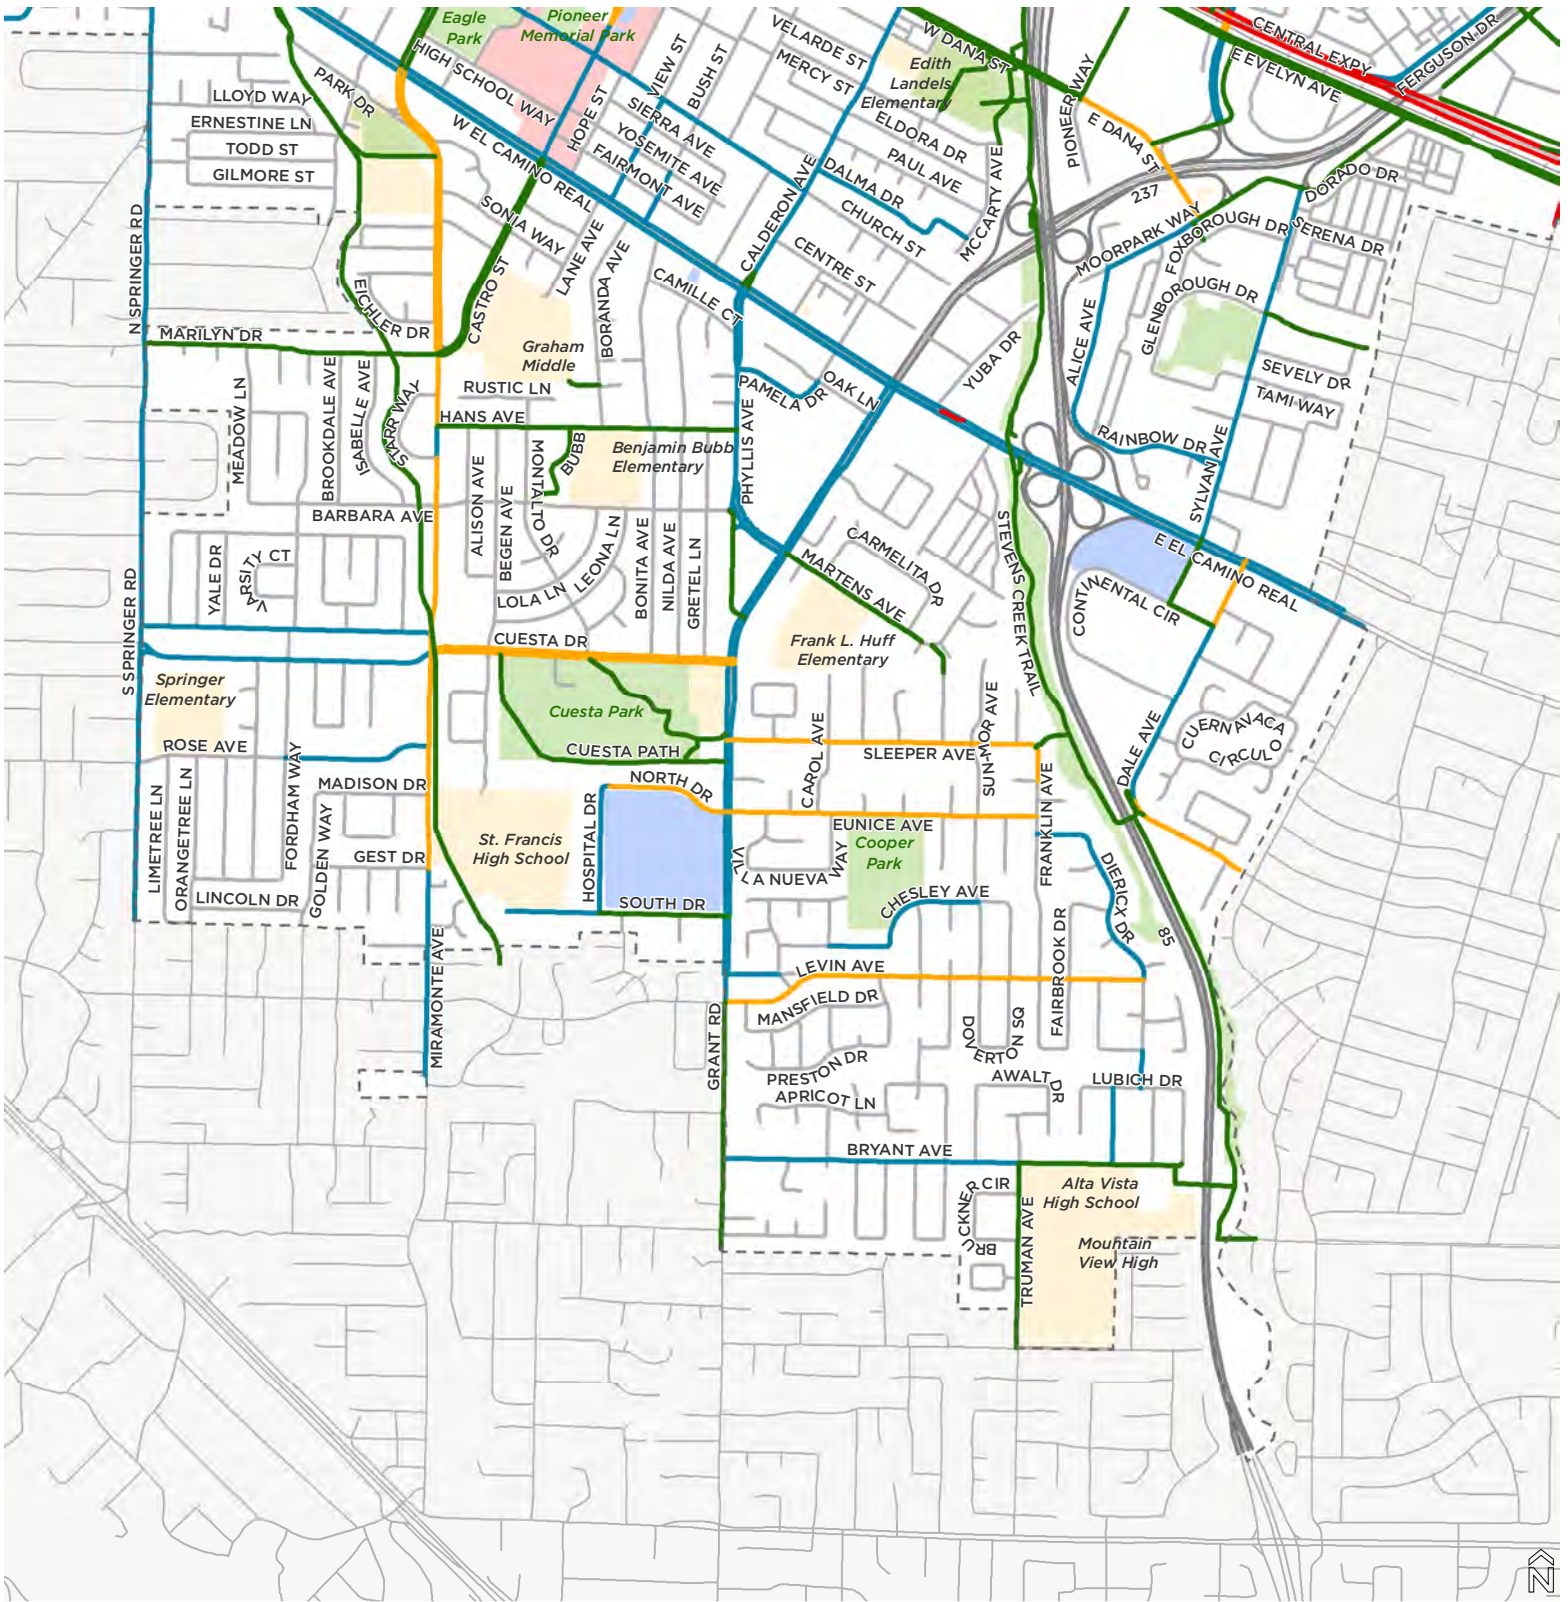 Eagle
Park
Pioneer
Memorial Park
HIGH SCHOOL WAY
PARK DR
LLOYD WAY
ERNESTINE LN
TODD ST
GILMORE ST
W EL CAMINO REAL
HOPE ST
VIEW ST
BUSH ST
SIERRA AVE
YOSEMITE AVE
FAIRMONT AVE
VELARDE ST
MERCY ST
Edith
Landels
Elementary
W DANA ST
ELDORA DR
PAUL AVE
DALMA DR
CHURCH ST
CENTRE ST
CALDERON AVE
MCCARTY AVE
PIONEER WAY
E DANA ST
CENTRAL EXPY
E EVELYN AVE
FERGUSON DR
237
MOORPARK WAY
DORADO DR
SERENA DR
FOXBOROUGH DR
GLENBOROUGH DR
ALICE AVE
SEVELY DR
TAMI WAY
RAINBOW DR
SYLVAN AVE
YUBA DR
N SPRINGER RD
MARILYN DR
EICHLER DR
CASTRO ST
SONIA WAY
LANE AVE
BORANDA AVE
CAMILLE CT
Graham
Middle
RUSTIC LN
HANS AVE
PAMELA DR
OAK LN
PHYLLIS AVE
MEADOW LN
BROOKDALE AVE
ISABELLE AVE
STARR WAY
BARBARA AVE
ALISON AVE
BEGEN AVE
MONTALTO DR
BUBB
Benjamin Bubb
Elementary
LEONA LN
LOLA LN
BONITA AVE
NILDA AVE
GRETEL LN
YALE DR
VARSITY CT
CARMELITA DR
MARTENS AVE
STEVENS CREEK TRAIL
E EL CAMINO REAL
CONTINENTAL CIR
S SPRINGER RD
CUESTA DR
Frank L. Huff
Elementary
Springer
Elementary
Cuesta Park
CUESTA PATH
ROSE AVE
FORDHAM WAY
MADISON DR
LIMETREE LN
ORANGETREE LN
GOLDEN WAY
GEST DR
LINCOLN DR
NORTH DR
HOSPITAL DR
SOUTH DR
St. Francis
High School
CAROL AVE
SLEEPER AVE
SUN-MOR AVE
EUNICE AVE
FRANKLIN AVE
DALE AVE
CUERNAVACA
CIRCULO
Cooper
Park
VILLA NUEVA WAY
CHESLEY AVE
DIERICX DR
85
MIRAMONTE AVE
LEVIN AVE
MANSFIELD DR
FAIRBROOK DR
DOVERTON SQ
GRANT RD
PRESTON DR
APRICOT LN
AWALT DR
LUBICH DR
BRYANT AVE
BRUCKNER CIR
TRUMAN AVE
Alta Vista
High School
Mountain
View High
N